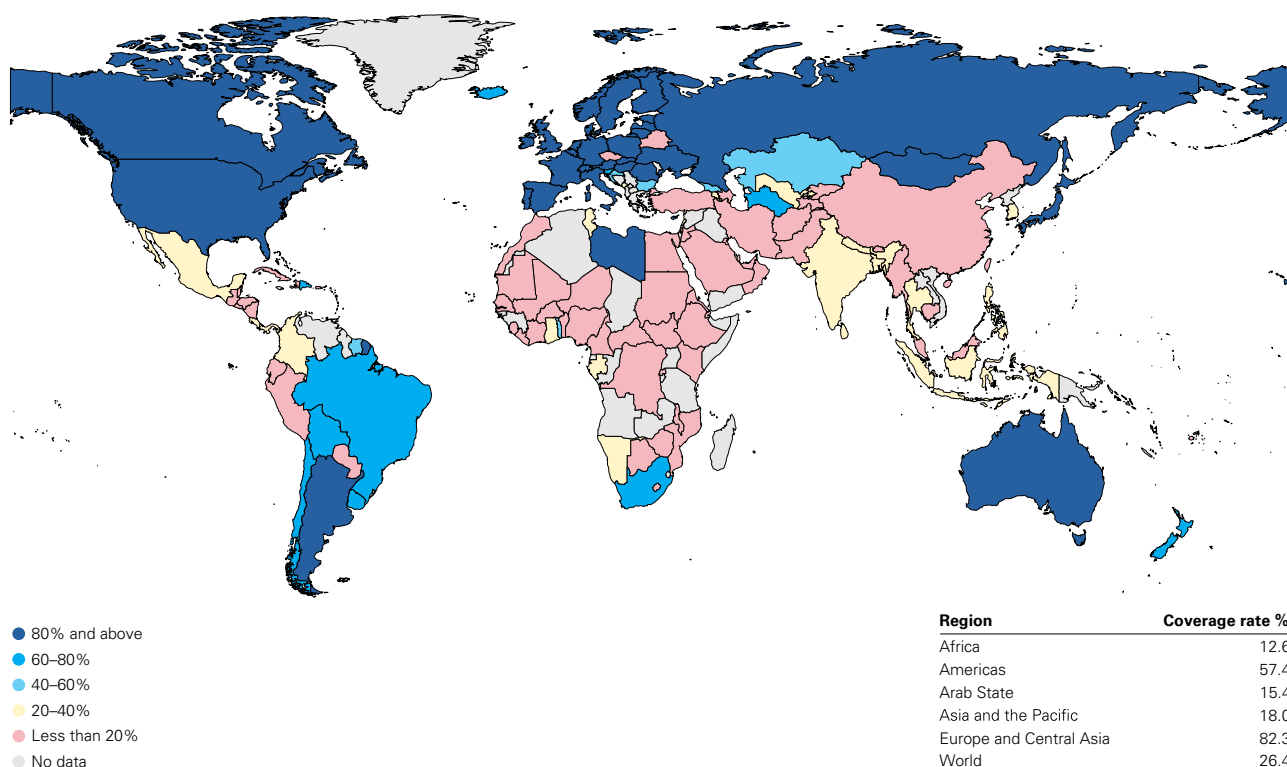 80% and above
60–80%
40–60%
20–40%
Less than 20%
No data
Region Coverage rate %
Africa 12.6
Americas 57.4
Arab State 15.4
Asia and the Pacific 18.0
Europe and Central Asia 82.3
World 26.4